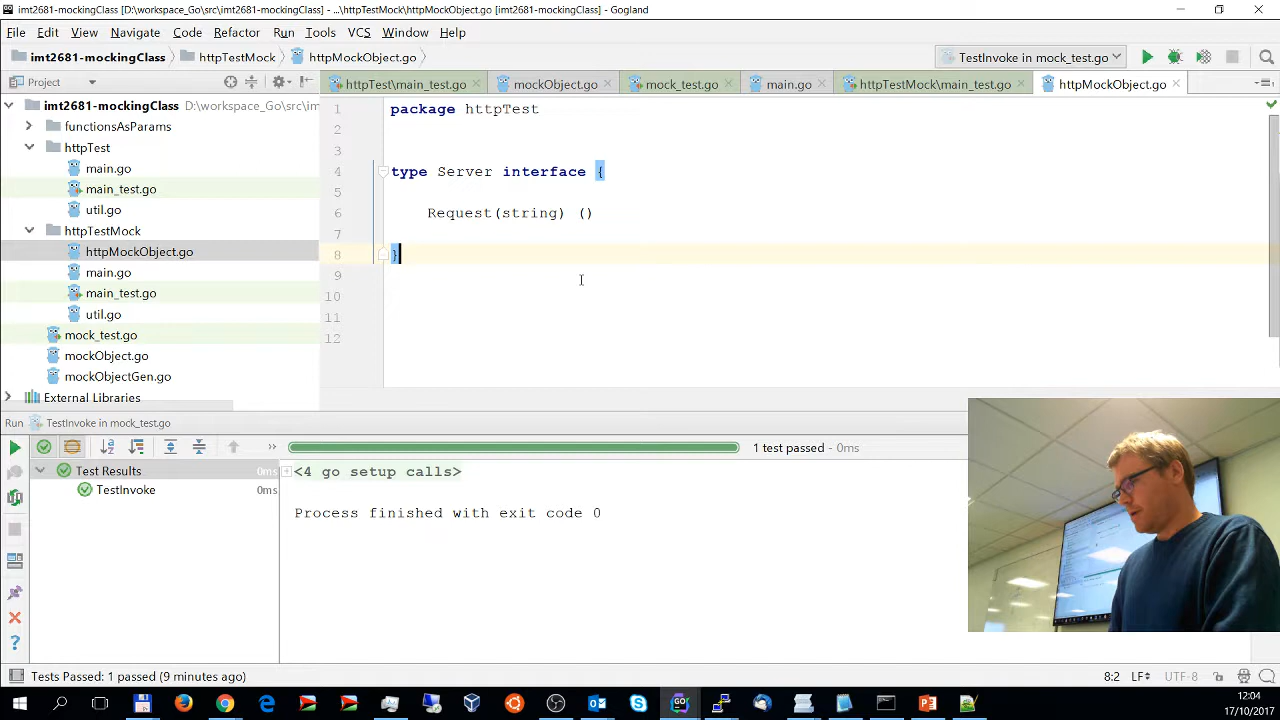 imt2681-mockingClass [D:\workspace_Go\src\imt2681-mockingClass] - ...\httpTestMock\httpMockObject.go [imt2681-mockingClass] - Gogland
File Edit View Navigate Code Refactor Run Tools VCS Window Help
imt2681-mockingClass httpTestMock httpMockObject.go TestInvoke in mock_test.go
Project httpTest\main_test.go mockObject.go mock_test.go main.go httpTestMock\main_test.go httpMockObject.go
imt2681-mockingClass D:\workspace_Go\src\im
functionsAsParams
httpTest
main.go
main_test.go
util.go
httpTestMock
httpMockObject.go
main.go
main_test.go
util.go
mock_test.go
mockObject.go
mockObjectGen.go
External Libraries
1 package httpTest
2
3
4 type Server interface {
5
6 Request(string) ()
7
8 }
9
10
11
12
Run TestInvoke in mock_test.go
1 test passed - 0ms
Test Results 0ms
TestInvoke 0ms
<4 go setup calls>
Process finished with exit code 0
Tests Passed: 1 passed (9 minutes ago) 8:2 LF÷ UTF-8
12:04
17/10/2017